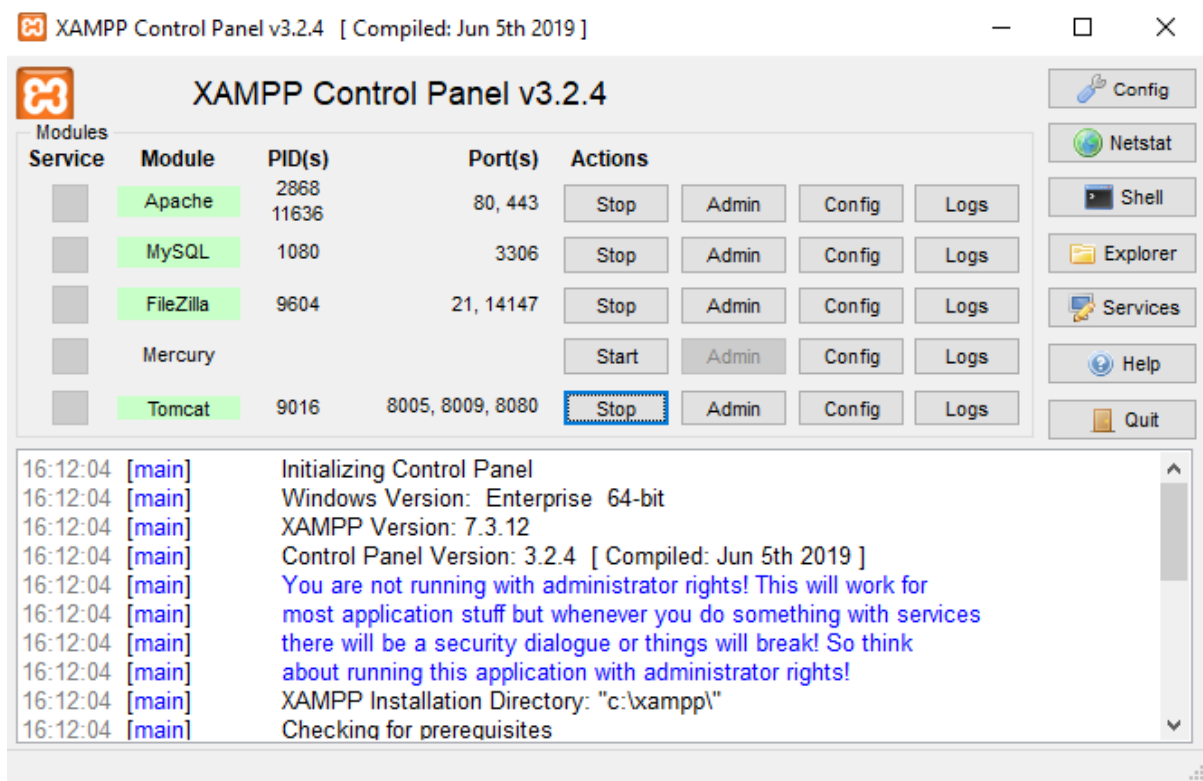 XAMPP Control Panel v3.2.4 [ Compiled: Jun 5th 2019 ]
XAMPP Control Panel v3.2.4
Config
Modules
Netstat
Service Module PID(s) Port(s) Actions
Apache 2868 11636 80, 443 Stop Admin Config Logs
Shell
MySQL 1080 3306 Stop Admin Config Logs
Explorer
FileZilla 9604 21, 14147 Stop Admin Config Logs
Services
Mercury Start Admin Config Logs
Help
Tomcat 9016 8005, 8009, 8080 Stop Admin Config Logs
Quit
16:12:04 [main] Initializing Control Panel
16:12:04 [main] Windows Version: Enterprise 64-bit
16:12:04 [main] XAMPP Version: 7.3.12
16:12:04 [main] Control Panel Version: 3.2.4 [ Compiled: Jun 5th 2019 ]
16:12:04 [main] You are not running with administrator rights! This will work for
16:12:04 [main] most application stuff but whenever you do something with services
16:12:04 [main] there will be a security dialogue or things will break! So think
16:12:04 [main] about running this application with administrator rights!
16:12:04 [main] XAMPP Installation Directory: "c:\xampp\"
16:12:04 [main] Checking for prerequisites